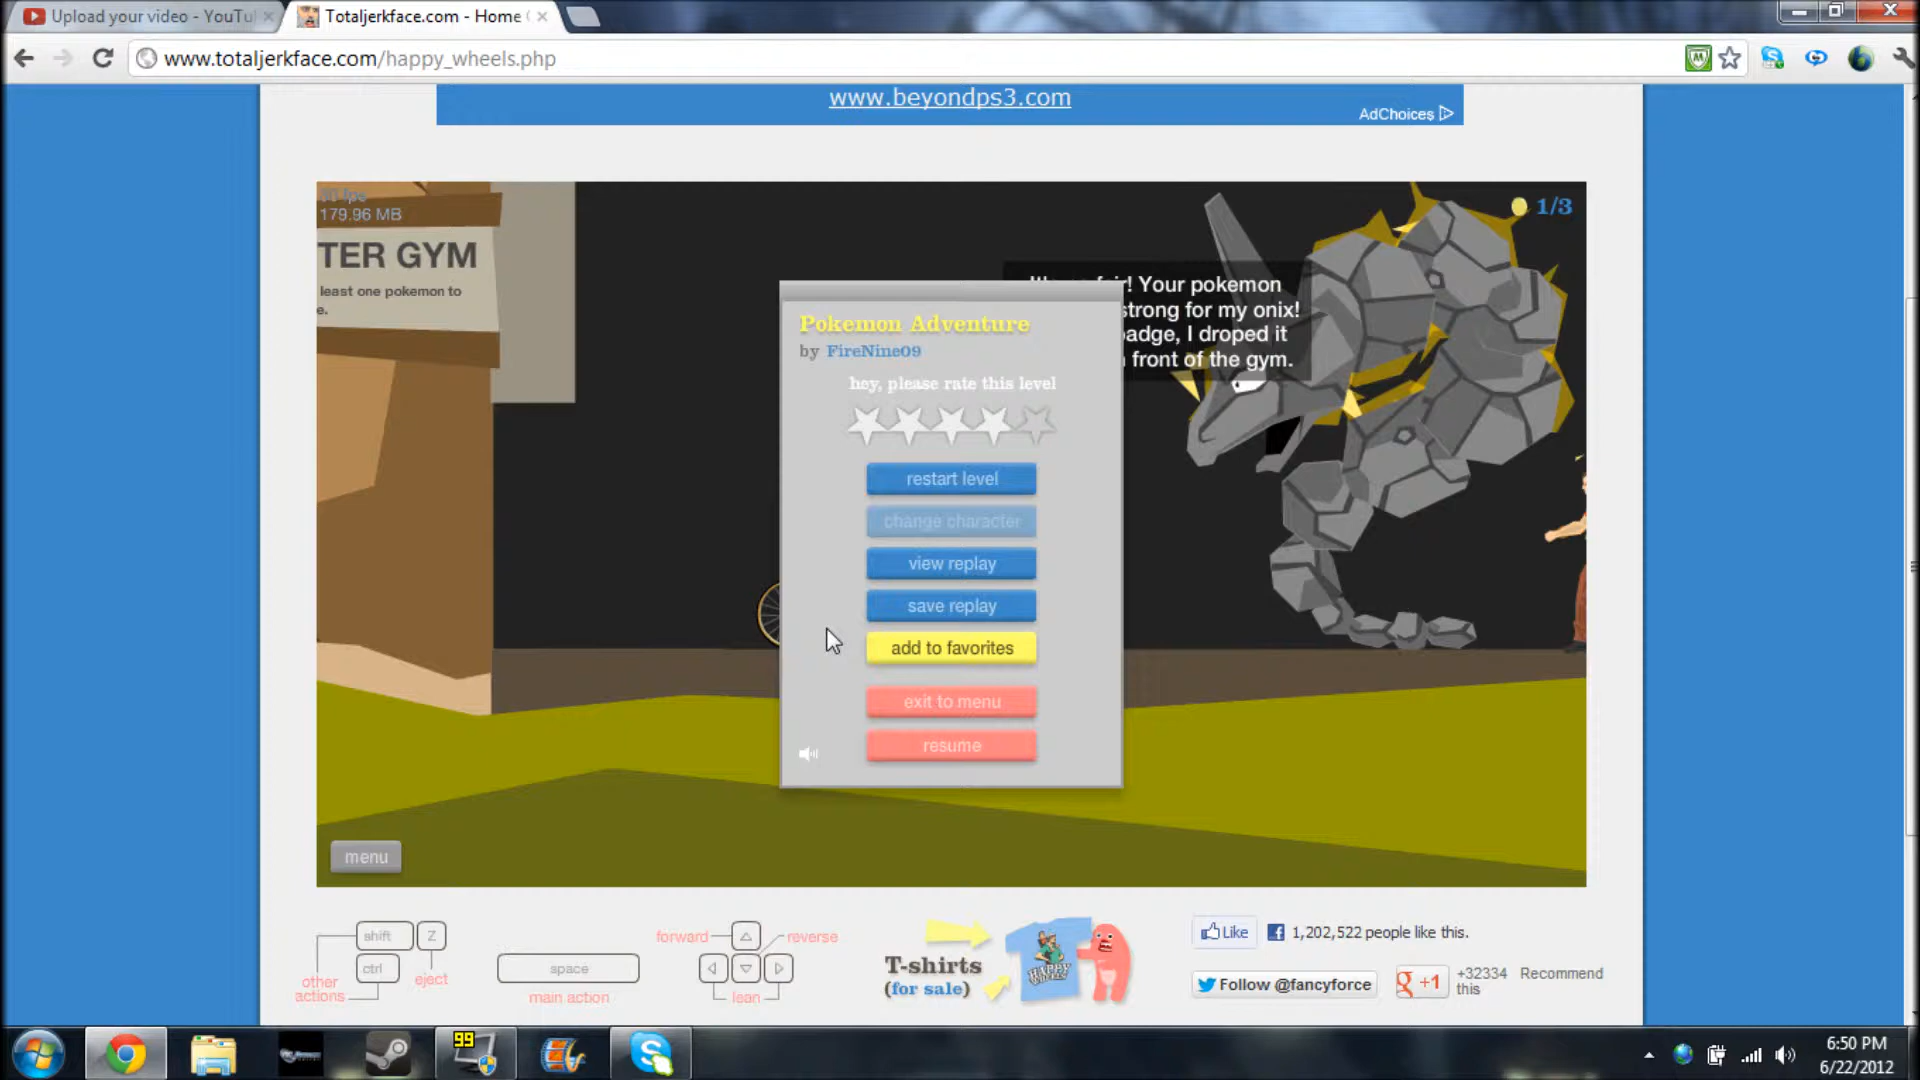 Upload your video - YouTu
Totaljerkface.com - Home
www.totaljerkface.com/happy_wheels.php
www.beyondps3.com
AdChoices
fps
179.96 MB
TER GYM
least one pokemon to
e.
1/3
! Your pokemon
strong for my onix!
badge, I droped it
front of the gym.
Pokemon Adventure
by FireNine09
hey, please rate this level
restart level
change character
view replay
save replay
add to favorites
exit to menu
resume
menu
shift Z
ctrl
other
actions
eject
space
main action
forward
reverse
lean
T-shirts
(for sale)
HAPPY
WHEELS
Like
1,202,522 people like this.
Follow @fancyforce
+1
+32334 Recommend
this
99
6:50 PM
6/22/2012